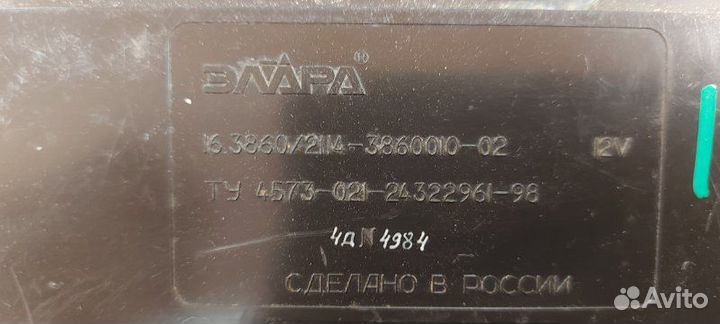 ЭЛАРА®
16.3860/2114-3860010-02 12V
ТУ 4573-021-24322961-98
4Д N 4984
СДЕЛАНО В РОССИИ
Avito